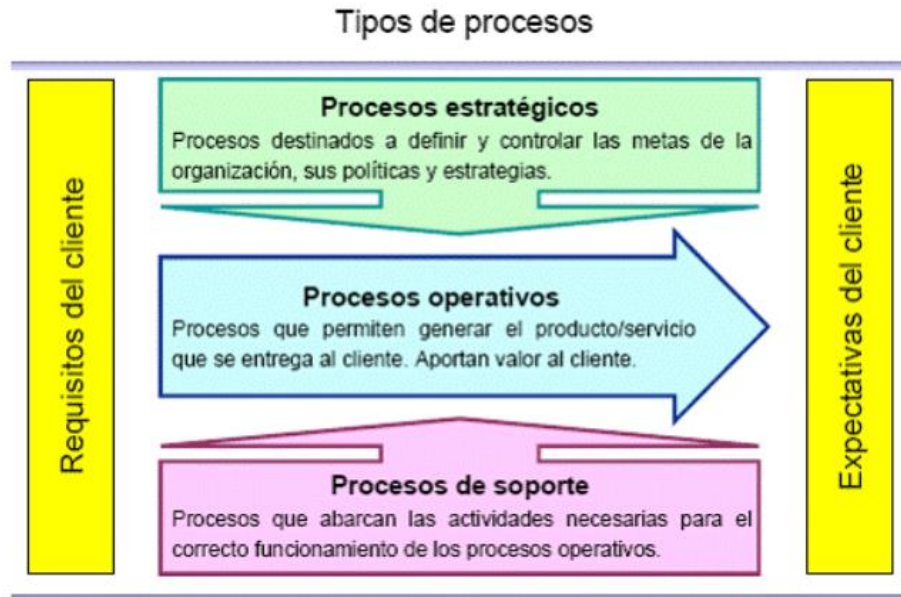 Tipos de procesos
Requisitos del cliente
Procesos estratégicos
Procesos destinados a definir y controlar las metas de la
organización, sus políticas y estrategias.
Procesos operativos
Procesos que permiten generar el producto/servicio
que se entrega al cliente. Aportan valor al cliente.
Procesos de soporte
Procesos que abarcan las actividades necesarias para el
correcto funcionamiento de los procesos operativos.
Expectativas del cliente